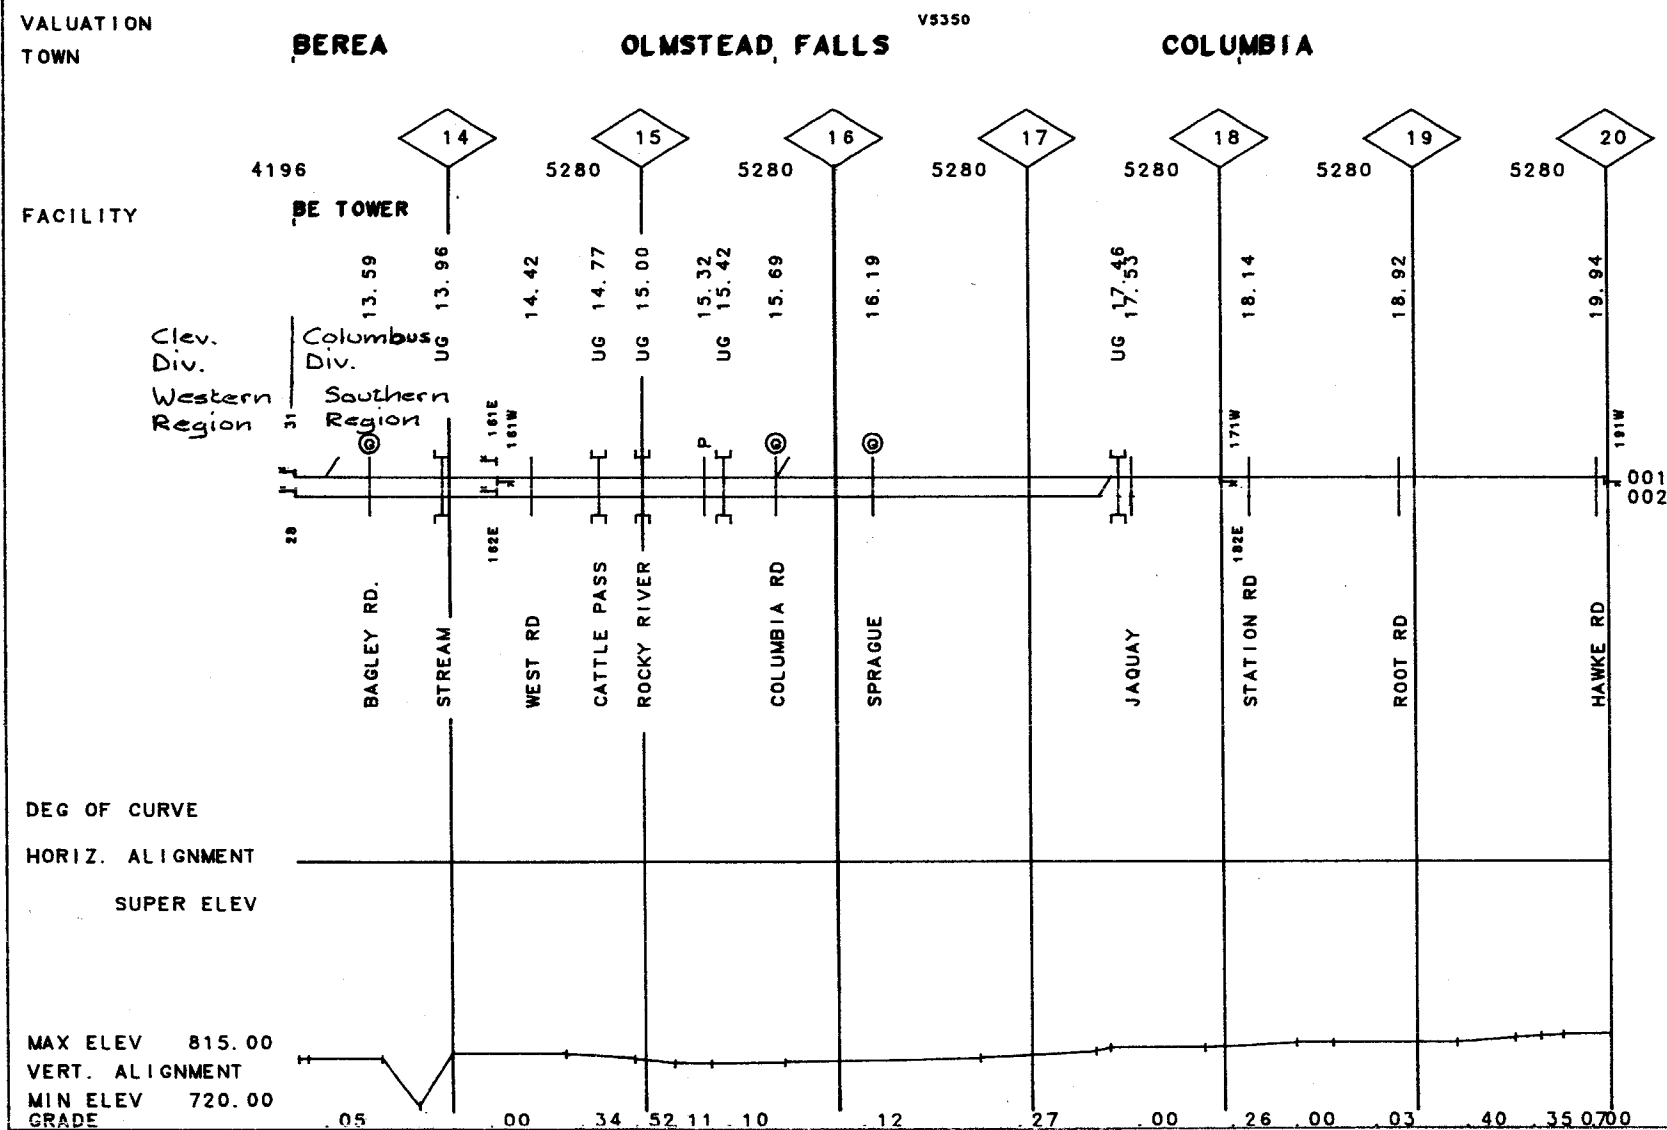 VALUATION
V5350
TOWN
BEREA OLMSTEAD FALLS COLUMBIA
14 15 16 17 18 19 20
4196 5280 5280 5280 5280 5280 5280
FACILITY
BE TOWER
13.59
UG 13.96
14.42
UG 14.77
UG 15.00
15.32
UG 15.42
15.69
16.19
UG 17.46
17.53
18.14
18.92
19.94
Clev. Columbus
Div. Div.
Western Southern
Region 31 Region
161E
161W
171W
191W
P
001
002
28
162E
182E
BAGLEY RD.
STREAM
WEST RD
CATTLE PASS
ROCKY RIVER
COLUMBIA RD
SPRAGUE
JAQUAY
STATION RD
ROOT RD
HAWKE RD
DEG OF CURVE
HORIZ. ALIGNMENT
SUPER ELEV
MAX ELEV 815.00
VERT. ALIGNMENT
MIN ELEV 720.00
GRADE .05 .00 .34 .52 .11 .10 .12 .27 .00 .26 .00 .03 .40 .35